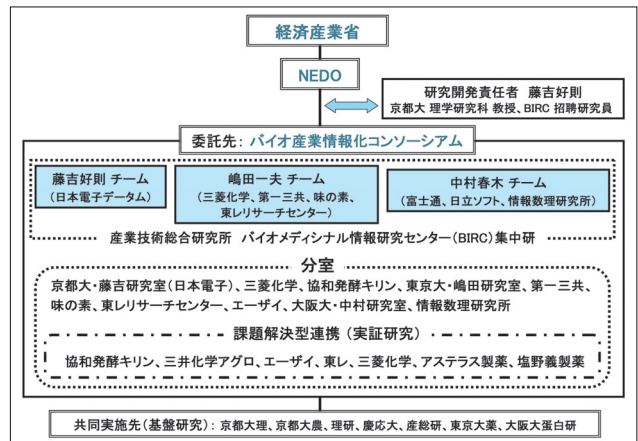 経済産業省
NEDO
研究開発責任者 藤吉好則
京都大 理学研究科 教授、BIRC 招聘研究員
委託先：バイオ産業情報化コンソーシアム
藤吉好則 チーム
（日本電子データム）
嶋田一夫 チーム
（三菱化学、第一三共、味の素、
東レリサーチセンター）
中村春木 チーム
（富士通、日立ソフト、情報数理研究所）
産業技術総合研究所 バイオメディシナル情報研究センター（BIRC）集中研
分室
京都大・藤吉研究室（日本電子）、三菱化学、協和発酵キリン、東京大・嶋田研究室、第一三共、
味の素、東レリサーチセンター、エーザイ、大阪大・中村研究室、情報数理研究所
課題解決型連携（実証研究）
協和発酵キリン、三井化学アグロ、エーザイ、東レ、三菱化学、アステラス製薬、塩野義製薬
共同実施先（基盤研究）：京都大理、京都大農、理研、慶応大、産総研、東京大薬、大阪大蛋白研